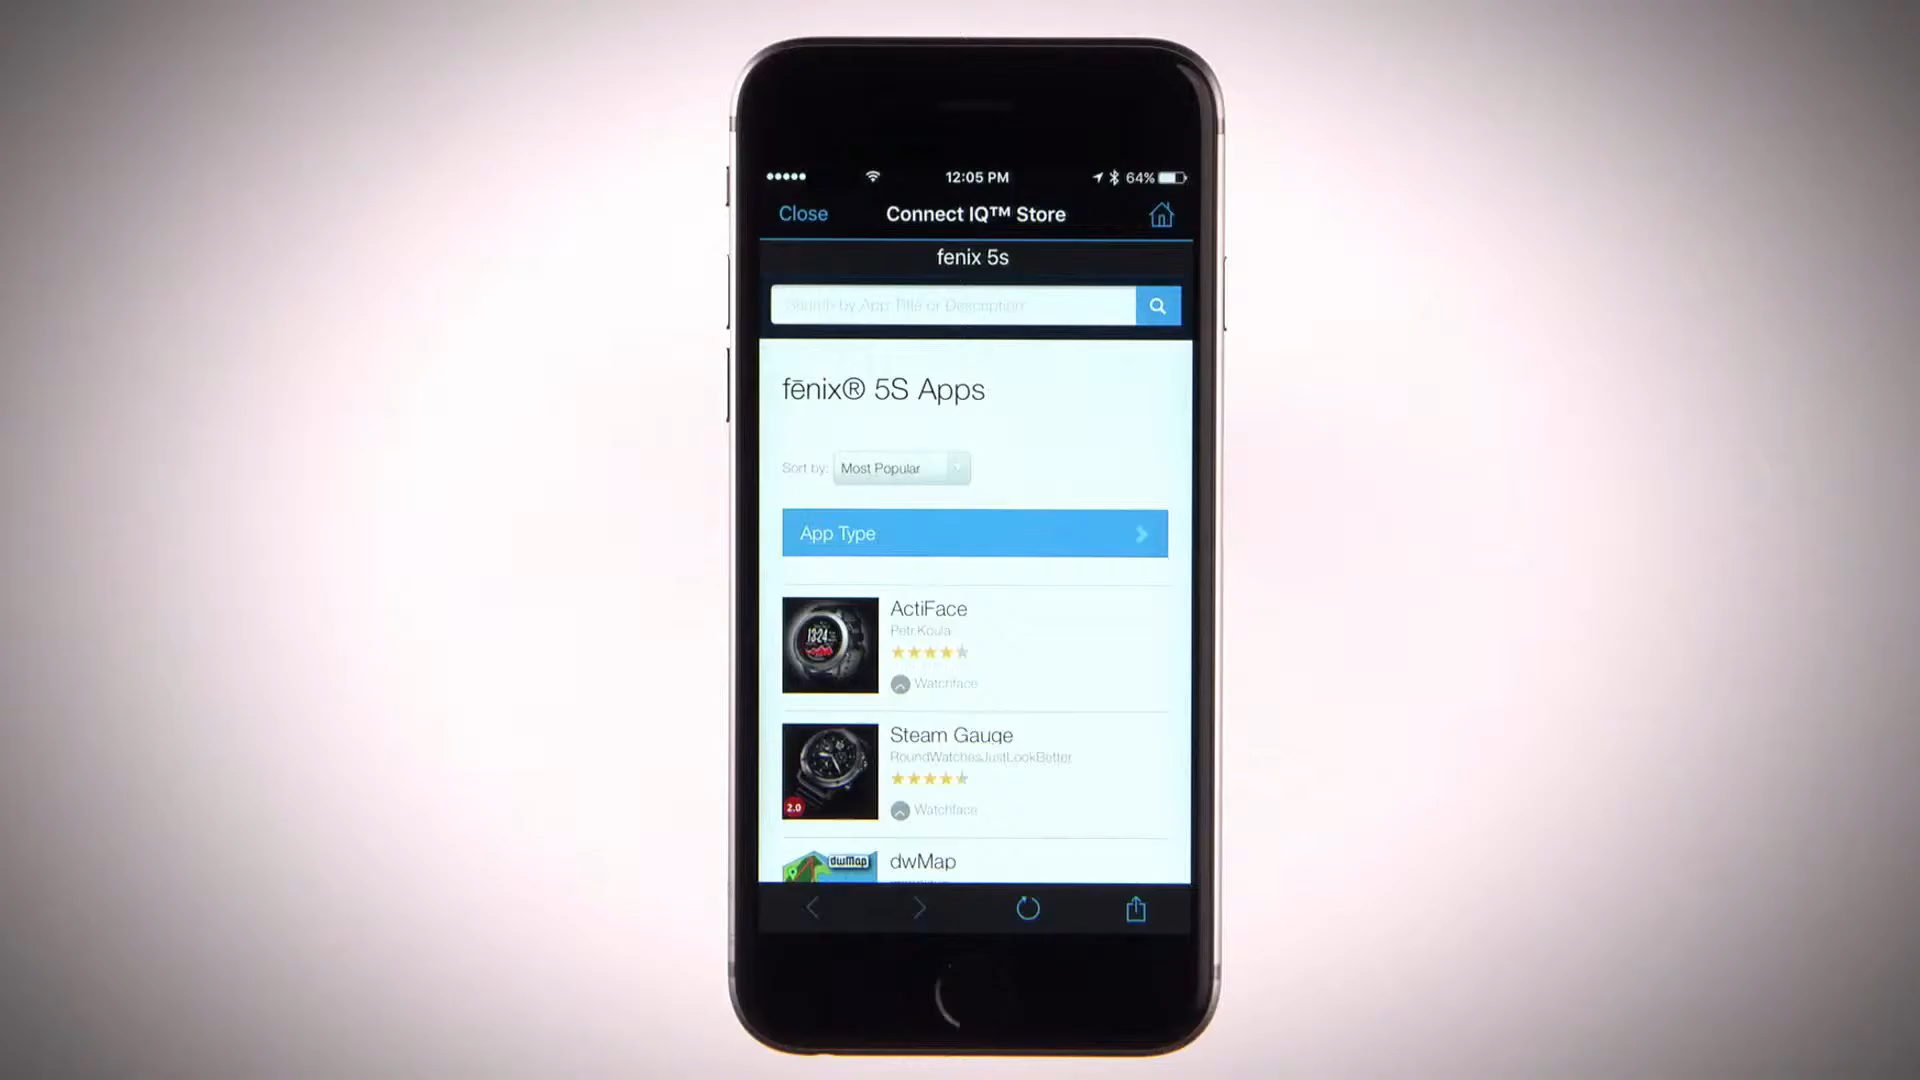 12:05 PM
64%
Close
Connect IQ™ Store
fenix 5s
Search by App Title or Description
fēnix® 5S Apps
Sort by: Most Popular
App Type
ActiFace
Petr.Koula
Watchface
Steam Gauge
RoundWatchesJustLookBetter
2.0
Watchface
dwMap
dwMap